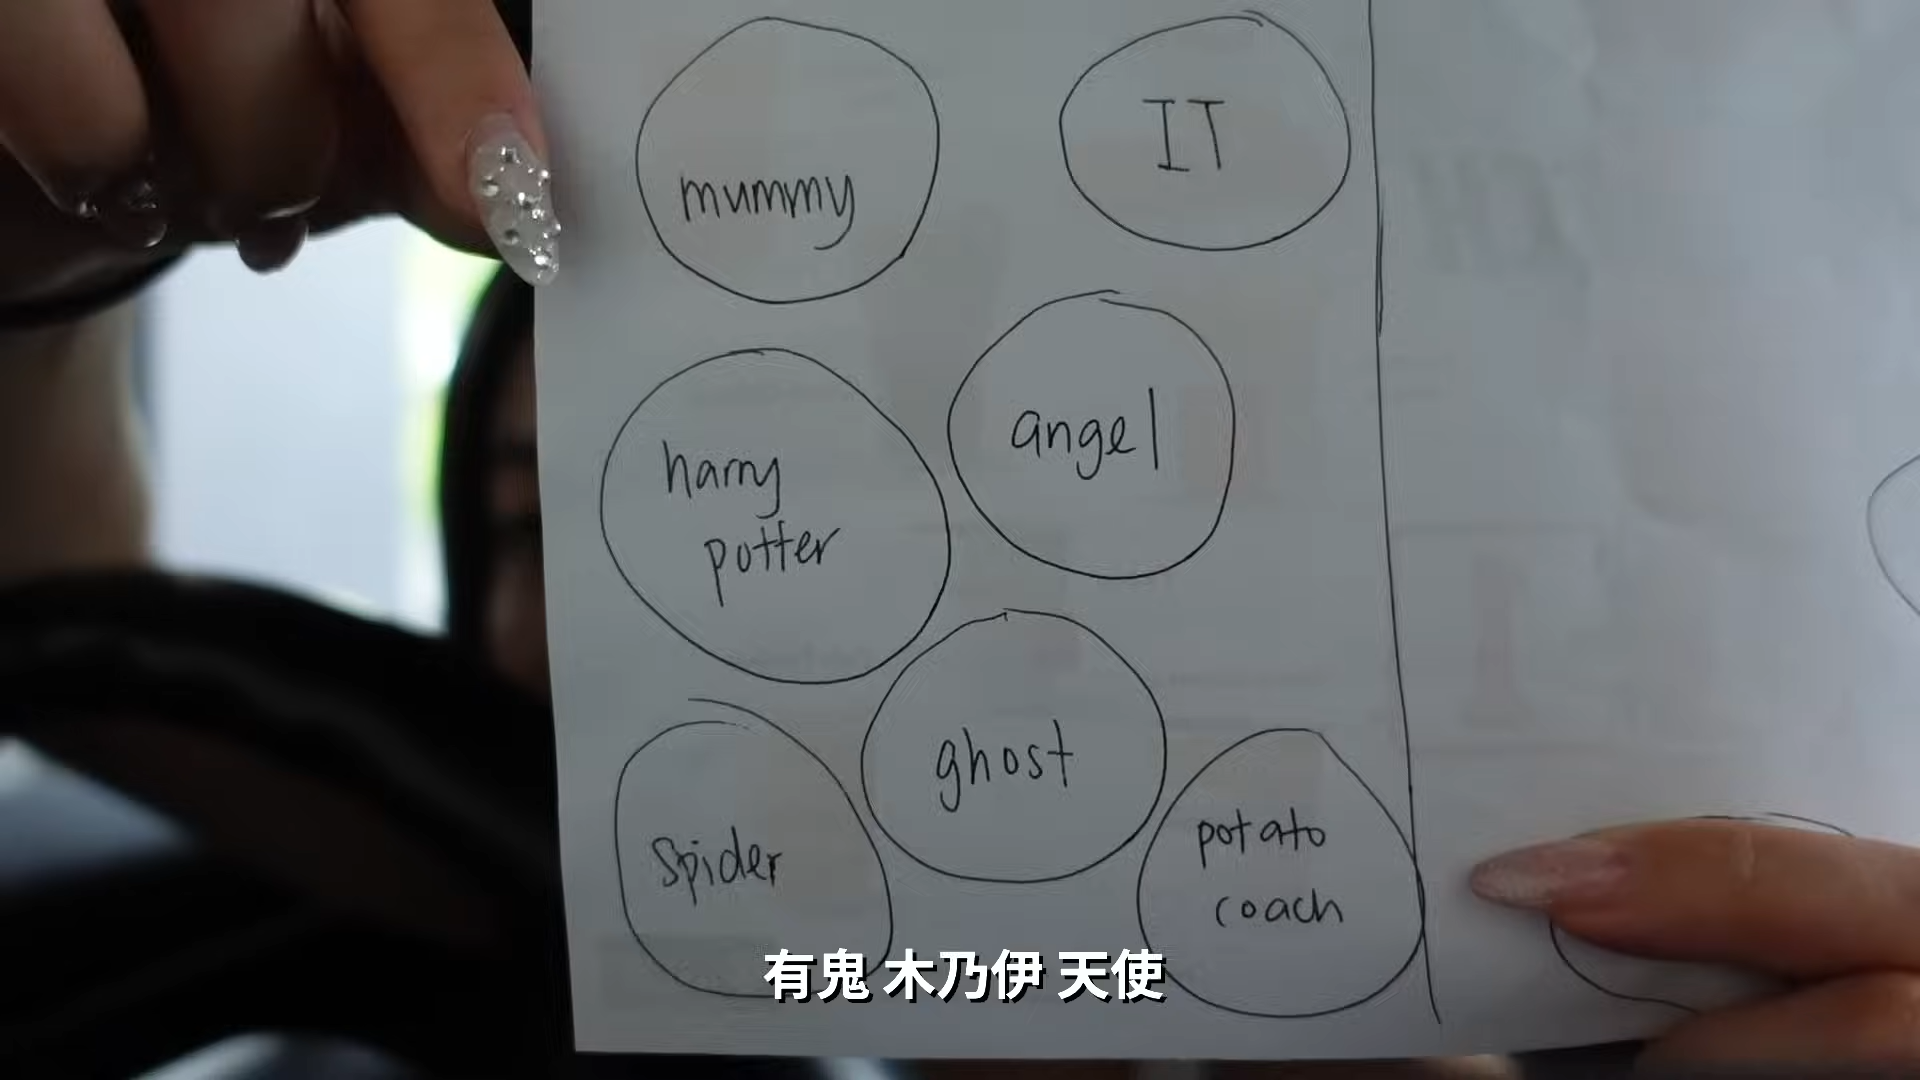 mummy
IT
harry
potter
angel
ghost
spider
potato
coach
有鬼 木乃伊 天使